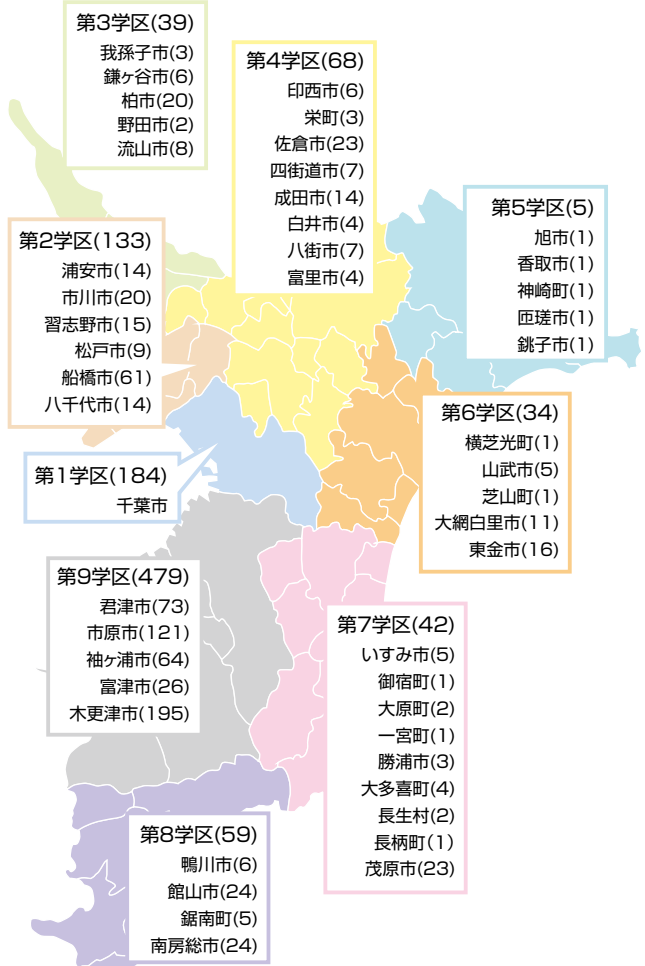 第3学区(39)
我孫子市(3)
鎌ヶ谷市(6)
柏市(20)
野田市(2)
流山市(8)
第4学区(68)
印西市(6)
栄町(3)
佐倉市(23)
四街道市(7)
成田市(14)
白井市(4)
八街市(7)
富里市(4)
第5学区(5)
旭市(1)
香取市(1)
神崎町(1)
匝瑳市(1)
銚子市(1)
第2学区(133)
浦安市(14)
市川市(20)
習志野市(15)
松戸市(9)
船橋市(61)
八千代市(14)
第6学区(34)
横芝光町(1)
山武市(5)
芝山町(1)
大網白里市(11)
東金市(16)
第1学区(184)
千葉市
第9学区(479)
君津市(73)
市原市(121)
袖ヶ浦市(64)
富津市(26)
木更津市(195)
第7学区(42)
いすみ市(5)
御宿町(1)
大原町(2)
一宮町(1)
勝浦市(3)
大多喜町(4)
長生村(2)
長柄町(1)
茂原市(23)
第8学区(59)
鴨川市(6)
館山市(24)
鋸南町(5)
南房総市(24)